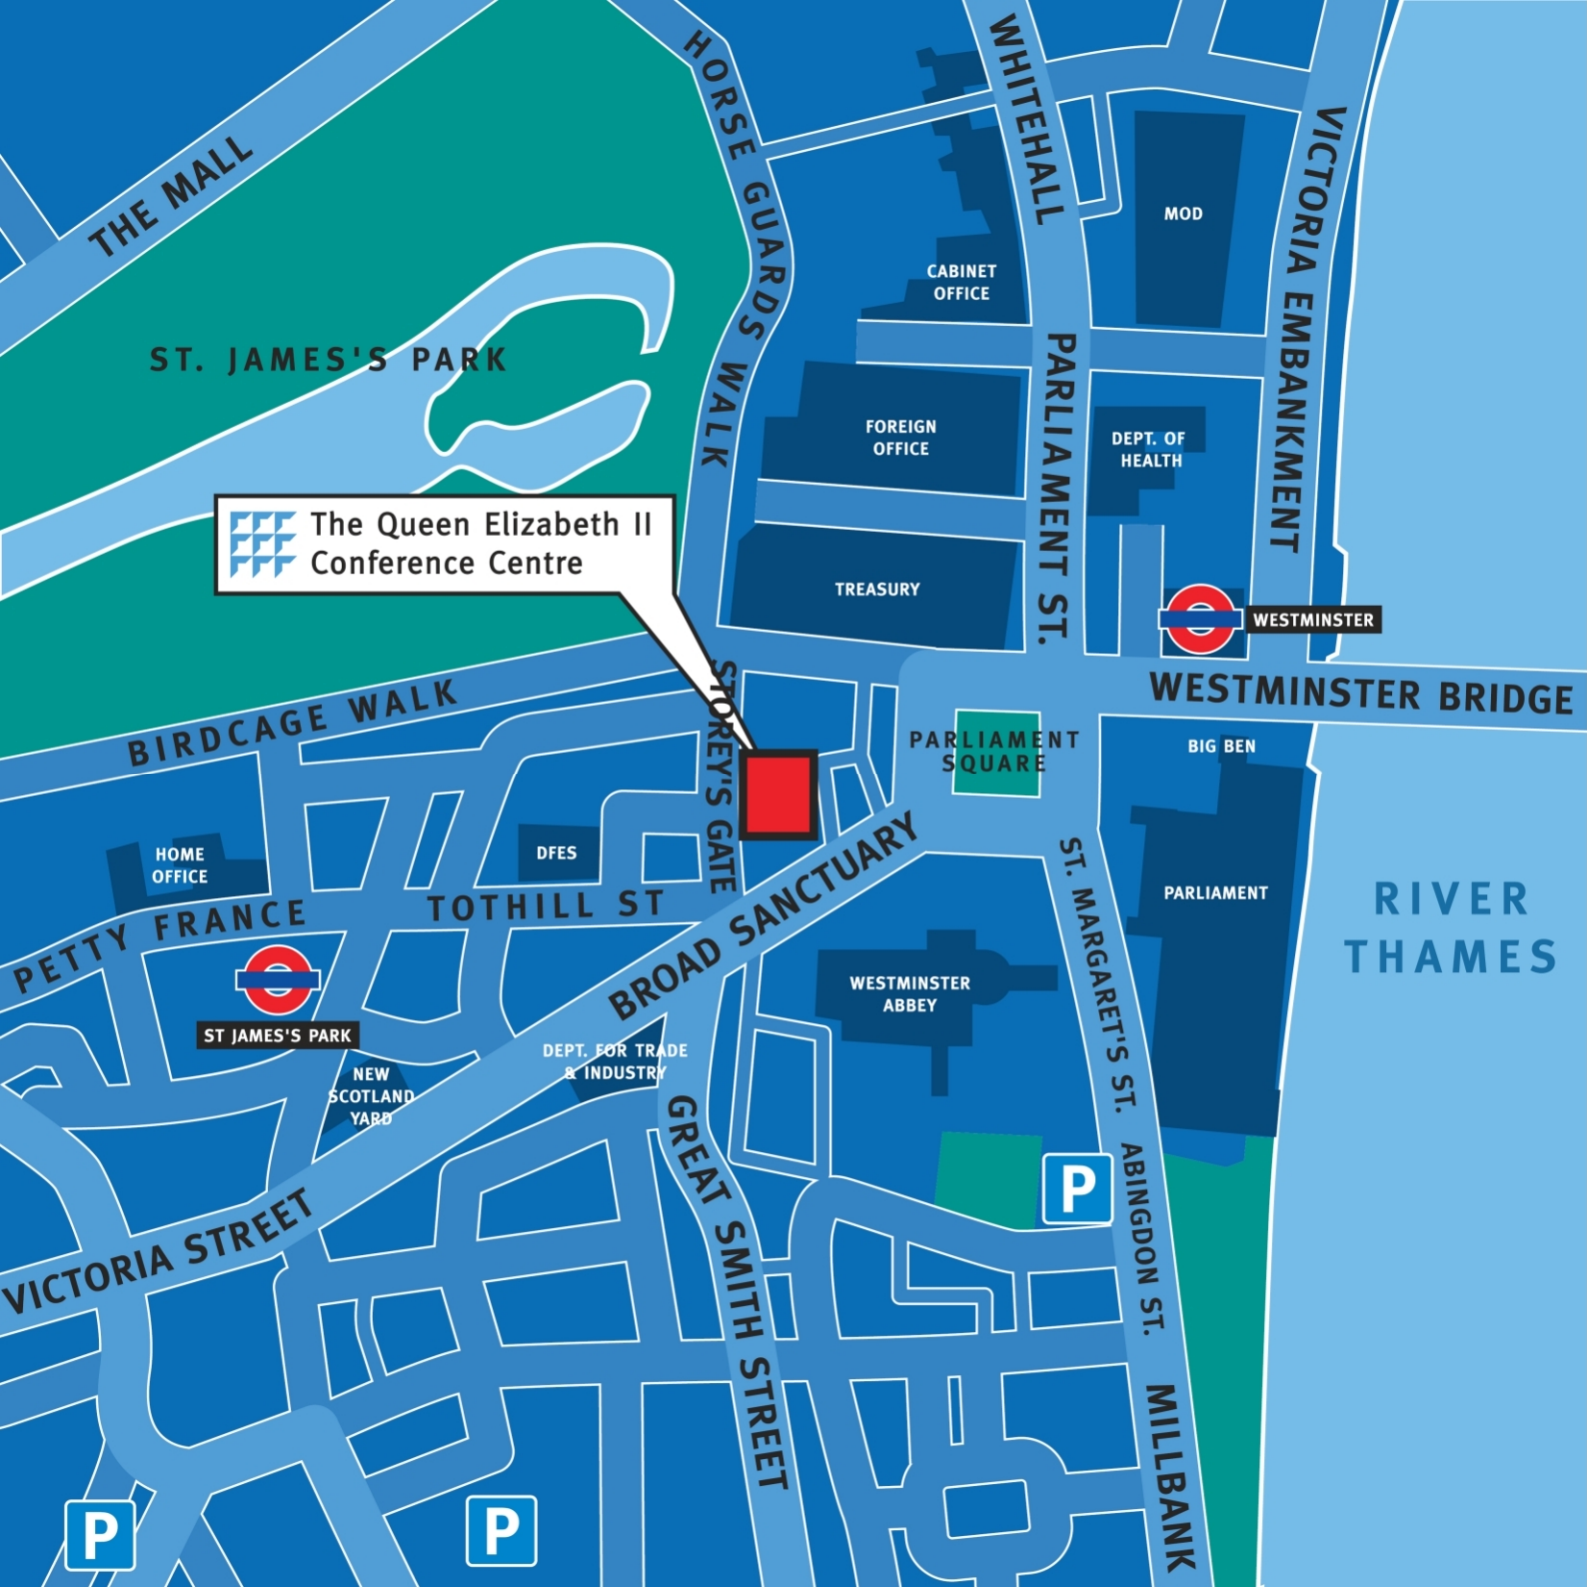 HORSE GUARDS WALK
WHITEHALL
THE MALL
VICTORIA EMBANKMENT
MOD
CABINET
OFFICE
ST. JAMES'S PARK
PARLIAMENT ST.
FOREIGN
OFFICE
DEPT. OF
HEALTH
The Queen Elizabeth II
Conference Centre
TREASURY
WESTMINSTER
WESTMINSTER BRIDGE
BIRDCAGE WALK
STOREY'S GATE
PARLIAMENT
SQUARE
BIG BEN
HOME
OFFICE
DFES
BROAD SANCTUARY
PARLIAMENT
RIVER
THAMES
PETTY FRANCE
TOTHILL ST
ST. MARGARET'S ST.
WESTMINSTER
ABBEY
ST JAMES'S PARK
DEPT. FOR TRADE
& INDUSTRY
NEW
SCOTLAND
YARD
GREAT SMITH STREET
ABINGDON ST.
P
VICTORIA STREET
MILLBANK
P
P